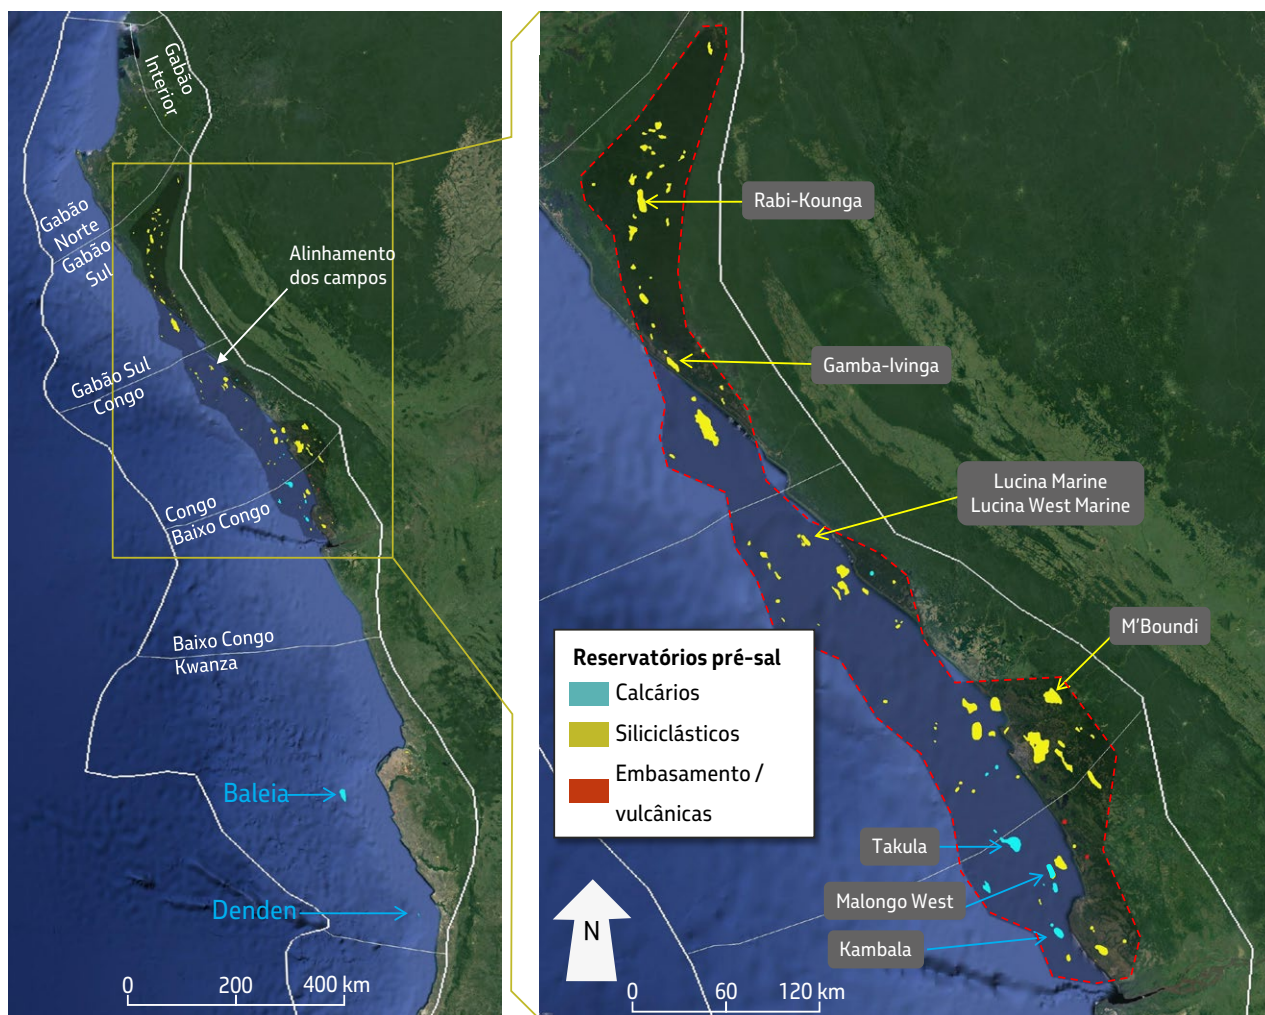 Gabão
Interior
Gabão
Norte
Gabão
Sul
Alinhamento
dos campos
Gabão Sul
Congo
Congo
Baixo Congo
Baixo Congo
Kwanza
Baleia
Denden
0 200 400 km
Rabi-Kounga
Gamba-Ivinga
Lucina Marine
Lucina West Marine
M'Boundi
Reservatórios pré-sal
Calcários
Siliciclásticos
Embasamento /
vulcânicas
Takula
Malongo West
Kambala
N
0 60 120 km